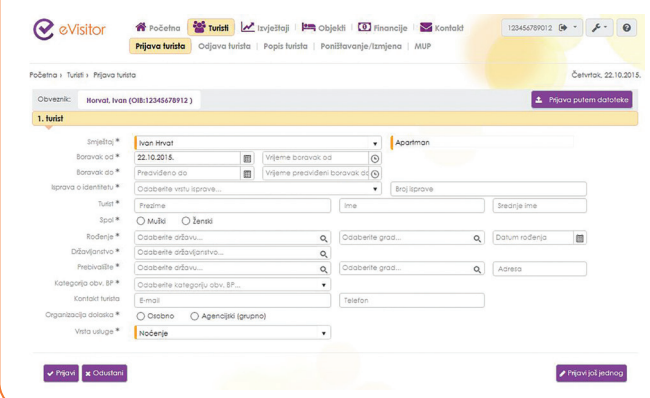 eVisitor Početna Turisti Izvještaji Objekti Financije Kontakt 123456789012
Prijava turista Odjava turista Popis turista Poništavanje/Izmjena MUP
Početna › Turisti › Prijava turista Četvrtak, 22.10.2015.
Obveznik: Horvat, Ivan (OIB:12345678912 ) Prijava putem datoteke
1. turist
Smještaj * Ivan Hrvat Apartman
Boravak od * 22.10.2015. Vrijeme boravak od
Boravak do * Predviđeno do Vrijeme predviđeni boravak do
Isprava o identitetu * Odaberite vrstu isprave... Broj isprave
Turist * Prezime Ime Srednje ime
Spol * Muški Ženski
Rođenje * Odaberite državu... Odaberite grad... Datum rođenja
Državljanstvo * Odaberite državljanstvo...
Prebivalište * Odaberite državu... Odaberite grad... Adresa
Kategorija obv. BP * Odaberite kategoriju obv. BP...
Kontakt turista E-mail Telefon
Organizacija dolaska * Osobno Agencijski (grupno)
Vrsta usluge * Noćenje
Prijavi Odustani Prijavi još jednog